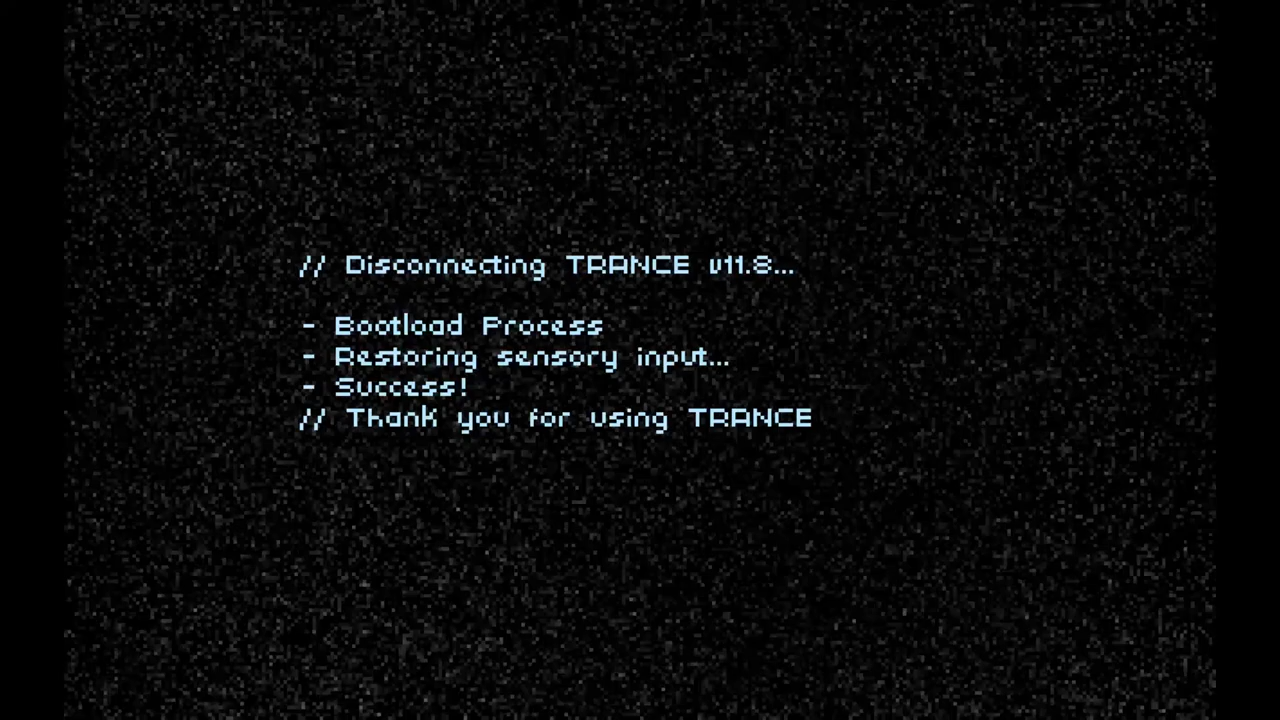 // Disconnecting TRANCE v11.8...
- Bootload Process
- Restoring sensory input...
- Success!
// Thank you for using TRANCE